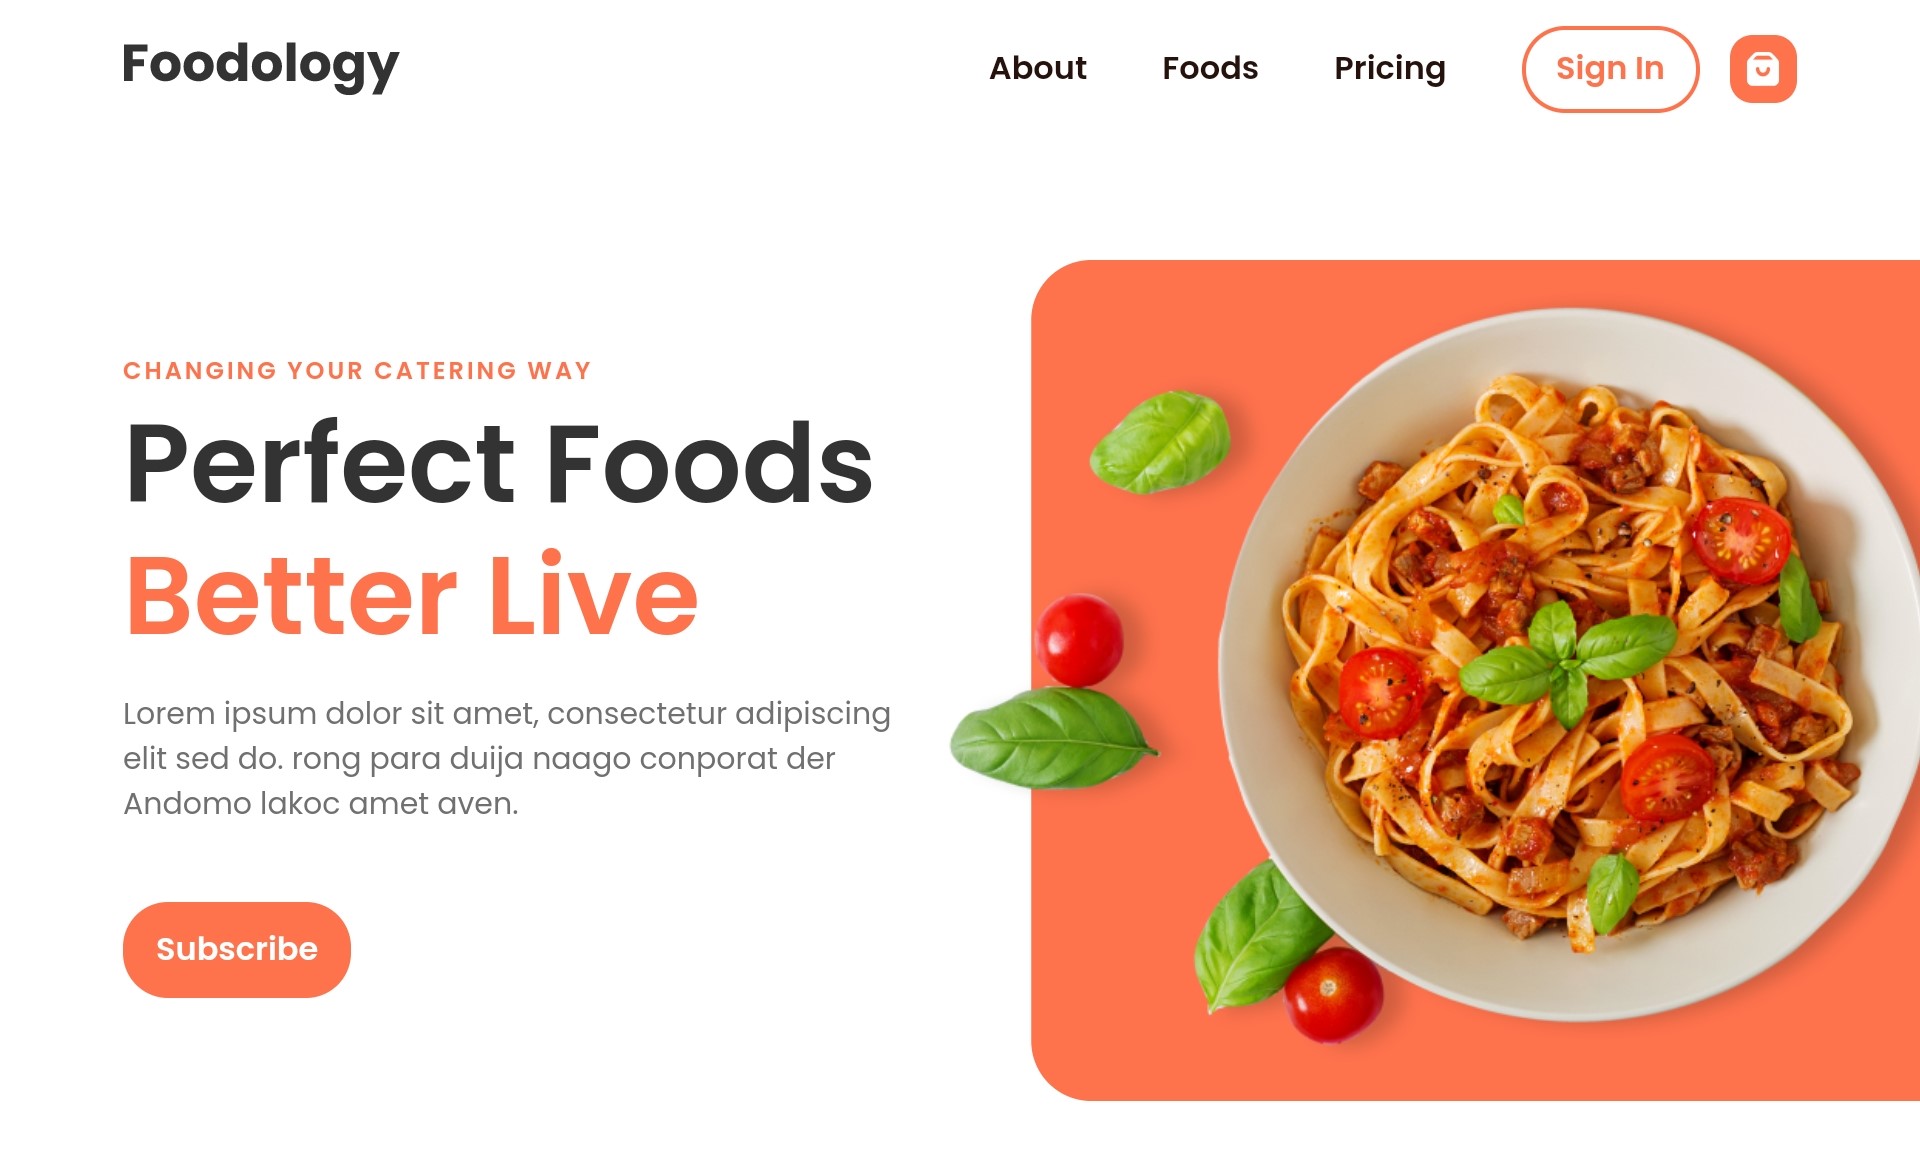 Foodology
About Foods Pricing Sign In
CHANGING YOUR CATERING WAY
Perfect Foods
Better Live
Lorem ipsum dolor sit amet, consectetur adipiscing
elit sed do. rong para duija naago conporat der
Andomo lakoc amet aven.
Subscribe